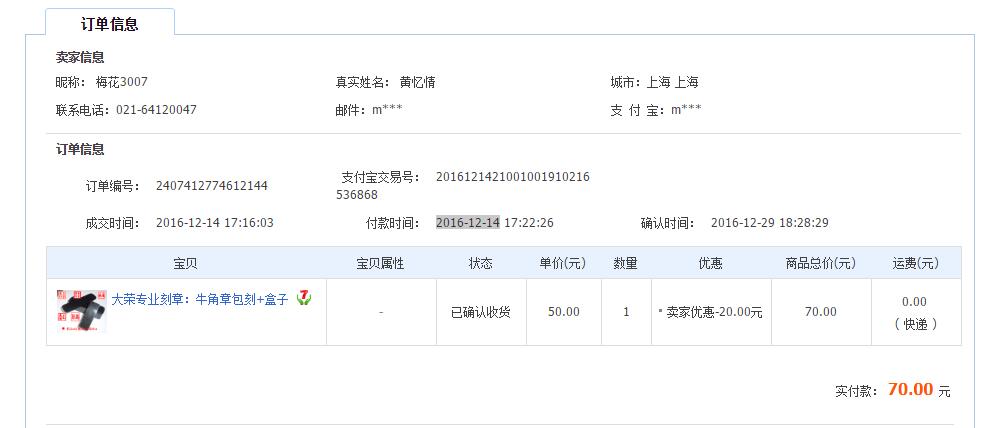 订单信息
卖家信息
昵称： 梅花3007 真实姓名： 黄忆情 城市：上海 上海
联系电话：021-64120047 邮件：m*** 支 付 宝：m***
订单信息
订单编号： 2407412774612144 支付宝交易号： 2016121421001001910216
536868
成交时间： 2016-12-14 17:16:03 付款时间： 2016-12-14 17:22:26 确认时间： 2016-12-29 18:28:29
宝贝 宝贝属性 状态 单价(元) 数量 优惠 商品总价(元) 运费(元)
大荣专业刻章：牛角章包刻+盒子 7 - 已确认收货 50.00 1 卖家优惠-20.00元 70.00 0.00
（ 快递 ）
实付款： 70.00 元